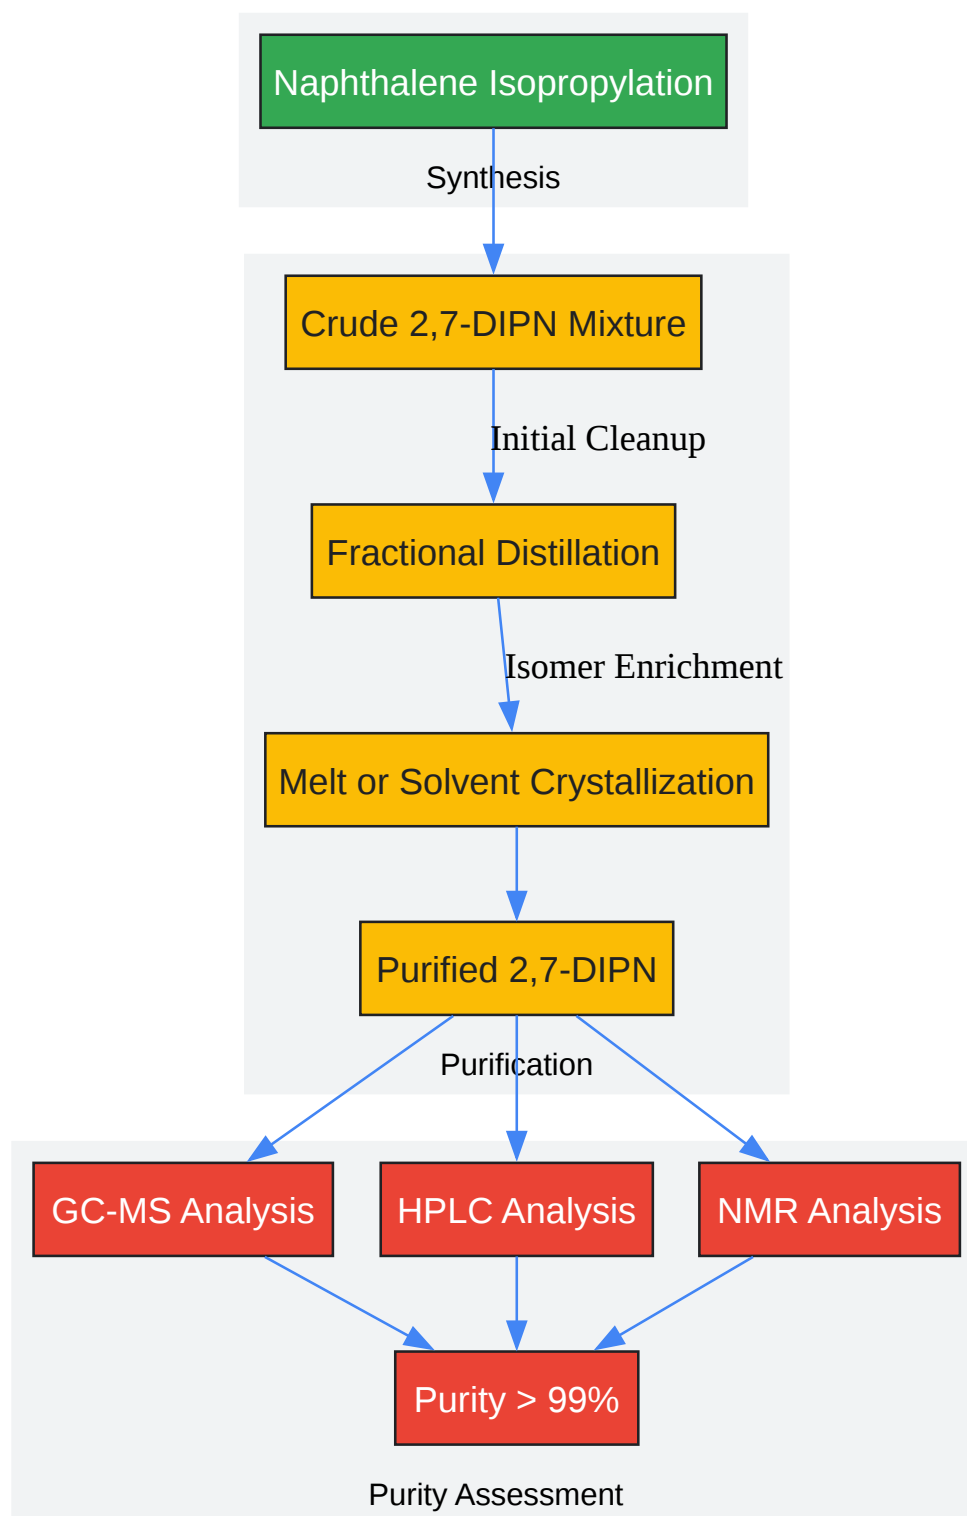 Naphthalene Isopropylation
Synthesis
Crude 2,7-DIPN Mixture
Initial Cleanup
Fractional Distillation
Isomer Enrichment
Melt or Solvent Crystallization
Purified 2,7-DIPN
Purification
GC-MS Analysis
HPLC Analysis
NMR Analysis
Purity > 99%
Purity Assessment